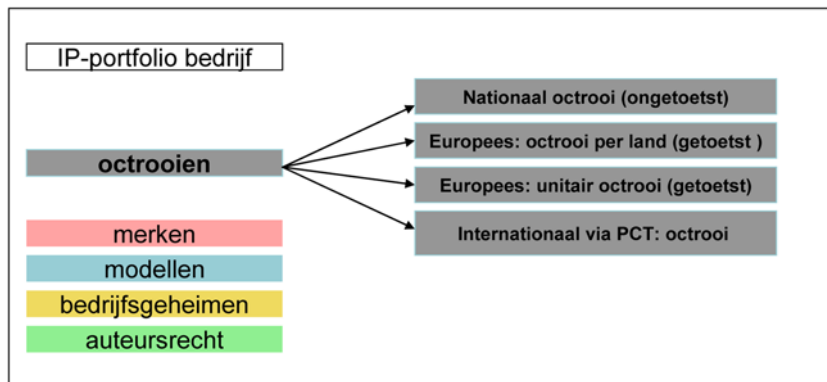 IP-portfolio bedrijf
octrooien
merken
modellen
bedrijfsgeheimen
auteursrecht
Nationaal octrooi (ongetoetst)
Europees: octrooi per land (getoetst )
Europees: unitair octrooi (getoetst)
Internationaal via PCT: octrooi